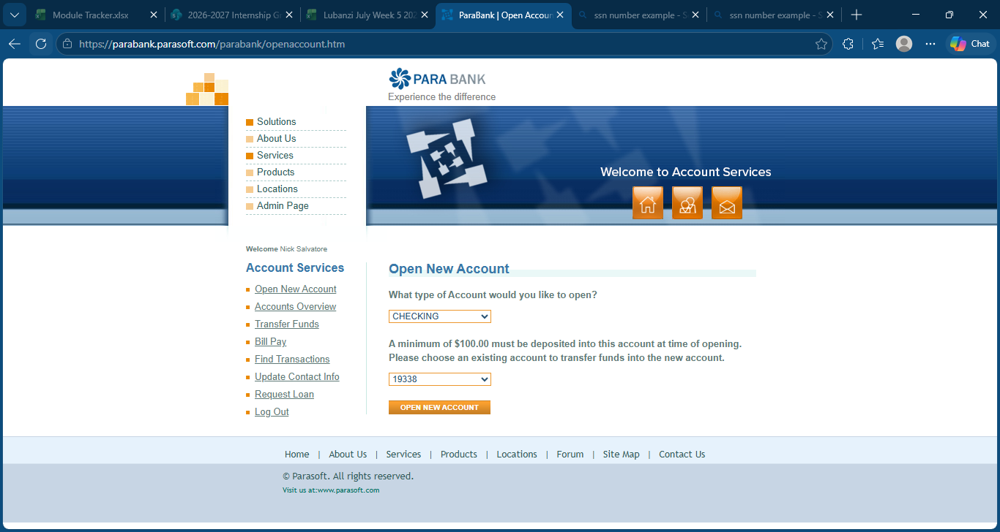 Module Tracker.xlsx
2026-2027 Internship G
Lubanzi July Week 5 202
ParaBank | Open Accoun
ssn number example - S
ssn number example - S
https://parabank.parasoft.com/parabank/openaccount.htm
Chat
PARA BANK
Experience the difference
Solutions
About Us
Services
Products
Locations
Admin Page
Welcome to Account Services
Welcome Nick Salvatore
Account Services
Open New Account
Accounts Overview
Transfer Funds
Bill Pay
Find Transactions
Update Contact Info
Request Loan
Log Out
Open New Account
What type of Account would you like to open?
CHECKING
A minimum of $100.00 must be deposited into this account at time of opening.
Please choose an existing account to transfer funds into the new account.
19338
OPEN NEW ACCOUNT
Home | About Us | Services | Products | Locations | Forum | Site Map | Contact Us
© Parasoft. All rights reserved.
Visit us at:www.parasoft.com